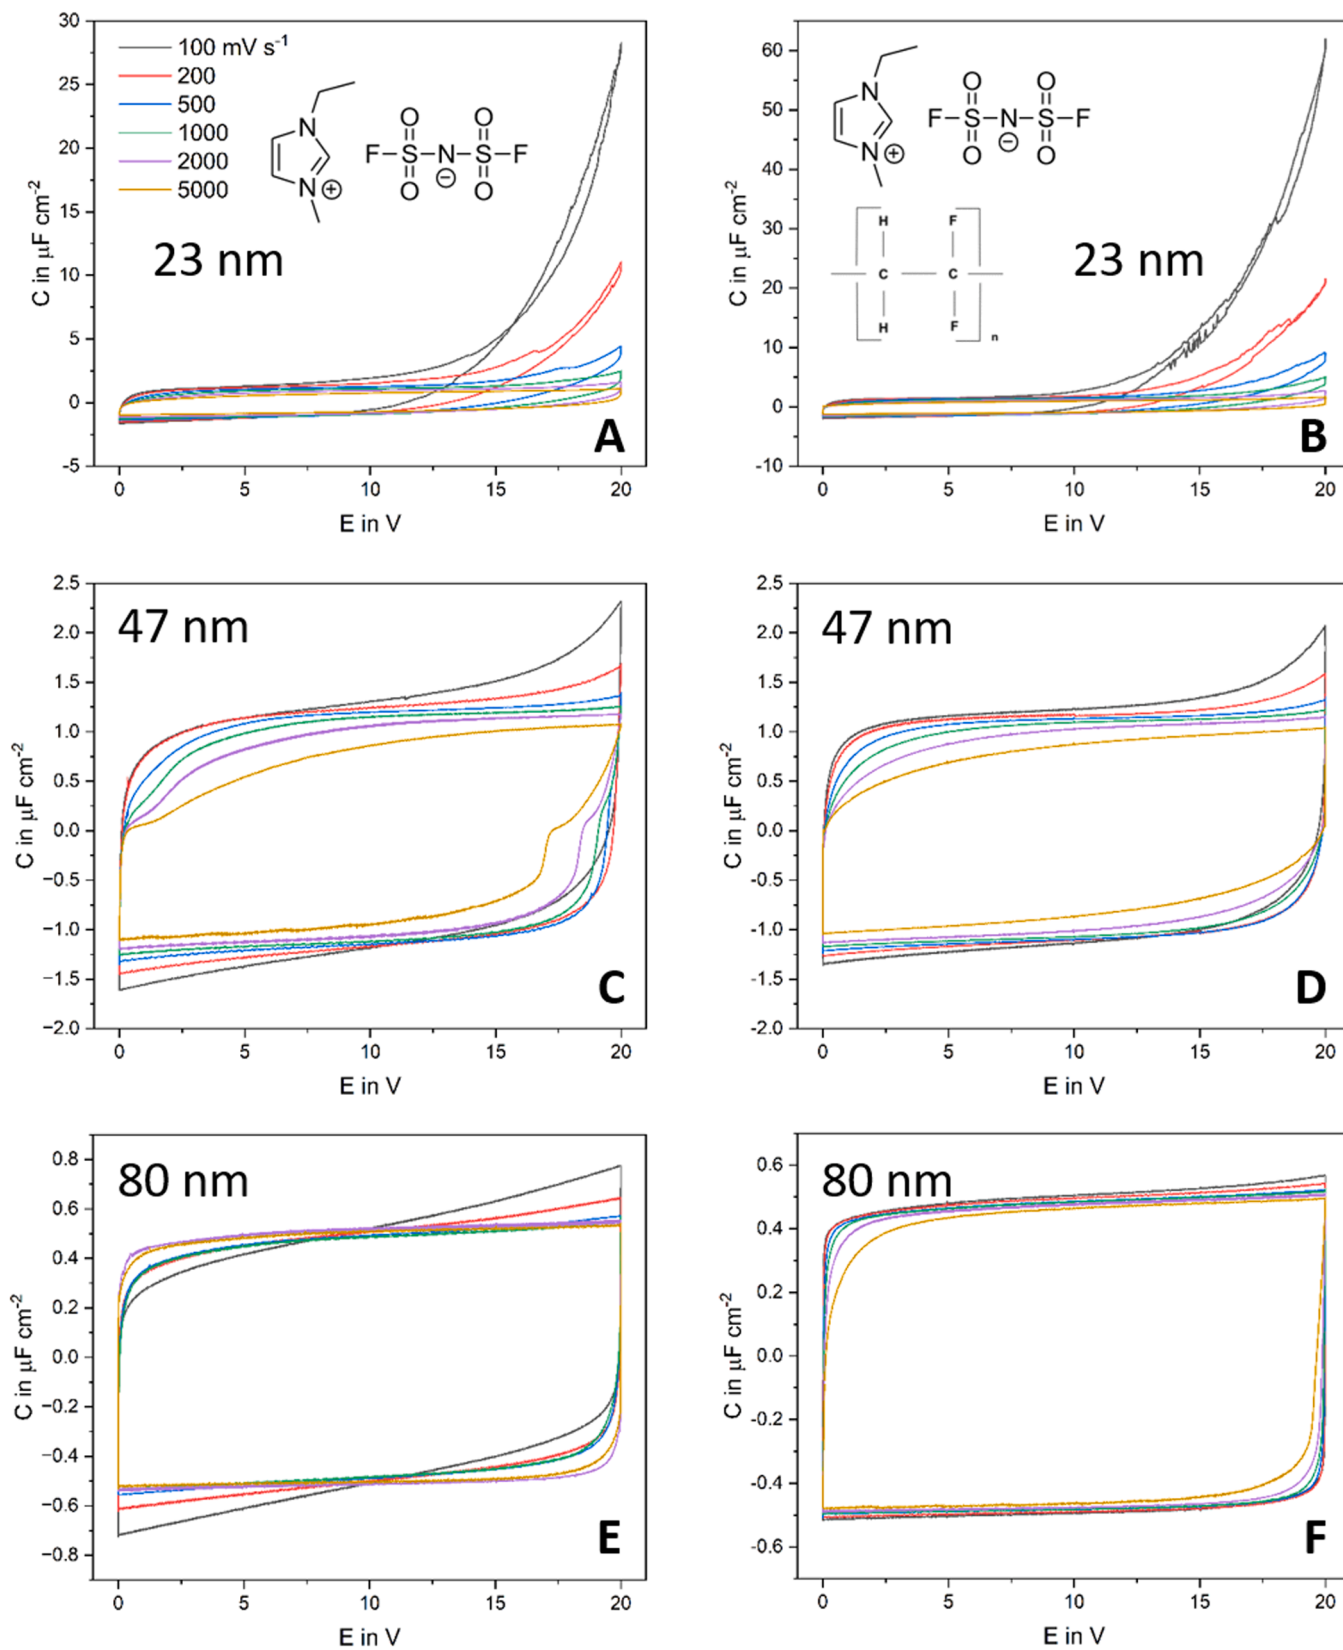 30
25
20
15
10
5
0
-5
C in μF cm⁻²
100 mV s⁻¹
200
500
1000
2000
5000
N
N
⊕
F
S
N
S
F
O
O
O
O
⊖
23 nm
A
0
5
10
15
20
E in V
60
50
40
30
20
10
0
-10
C in μF cm⁻²
N
N
⊕
F
S
N
S
F
O
O
O
O
⊖
H
F
C
C
H
F
n
23 nm
B
0
5
10
15
20
E in V
2.5
2.0
1.5
1.0
0.5
0.0
−0.5
−1.0
−1.5
−2.0
C in μF cm⁻²
47 nm
C
0
5
10
15
20
E in V
2.5
2.0
1.5
1.0
0.5
0.0
-0.5
-1.0
-1.5
-2.0
C in μF cm⁻²
47 nm
D
0
5
10
15
20
E in V
0.8
0.6
0.4
0.2
0.0
−0.2
−0.4
−0.6
−0.8
C in μF cm⁻²
80 nm
E
0
5
10
15
20
E in V
0.6
0.4
0.2
0.0
-0.2
-0.4
-0.6
C in μF cm⁻²
80 nm
F
0
5
10
15
20
E in V